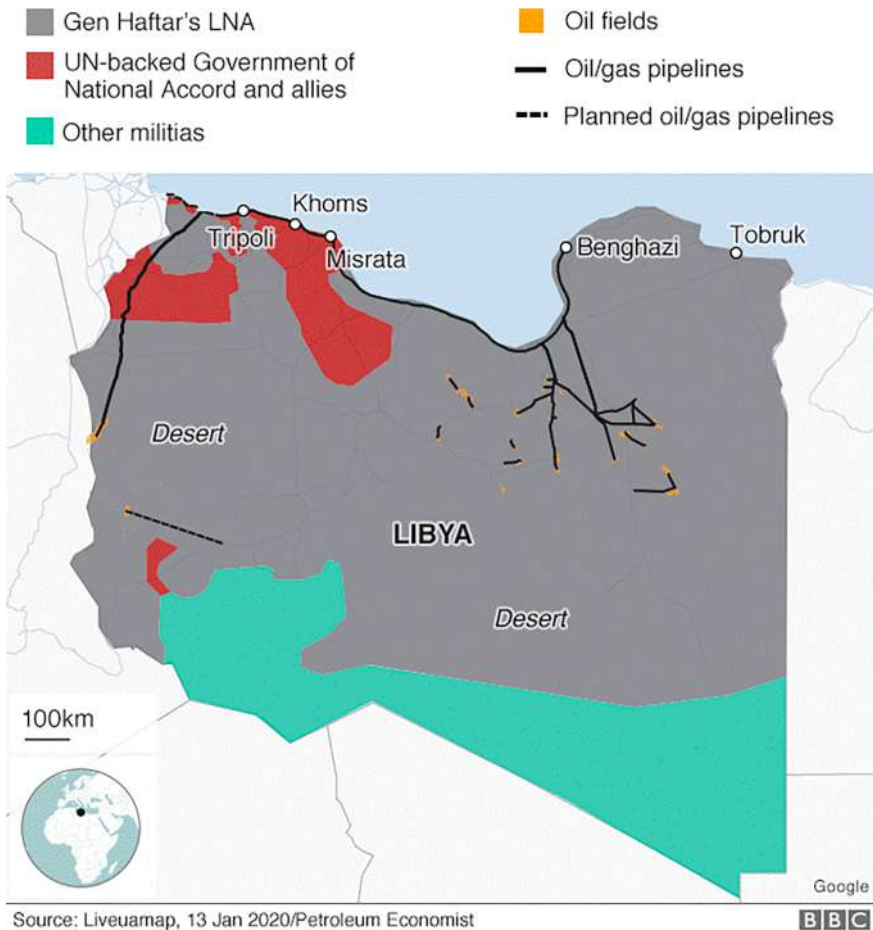 Gen Haftar's LNA
UN-backed Government of
National Accord and allies
Other militias
Oil fields
Oil/gas pipelines
Planned oil/gas pipelines
Khoms
Tripoli
Misrata
Benghazi
Tobruk
Desert
LIBYA
Desert
100km
Google
Source: Liveuamap, 13 Jan 2020/Petroleum Economist
BBC